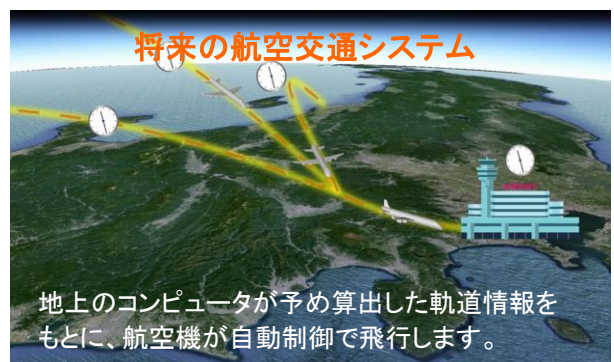 将来の航空交通システム
地上のコンピュータが予め算出した軌道情報を
もとに、航空機が自動制御で飛行します。